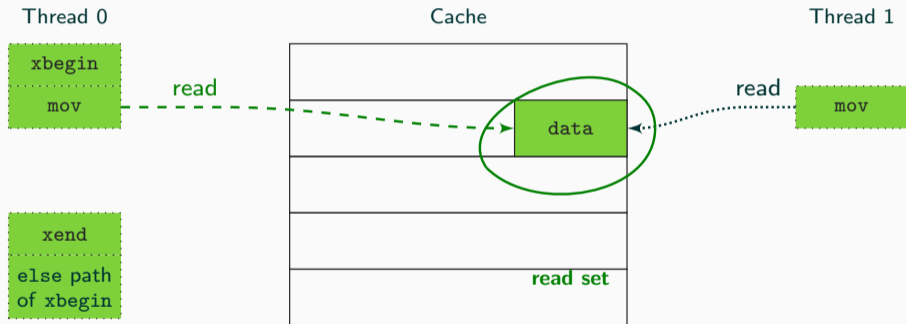 Thread 0
Cache
Thread 1
xbegin
mov
read
data
read
mov
xend
else path
of xbegin
read set